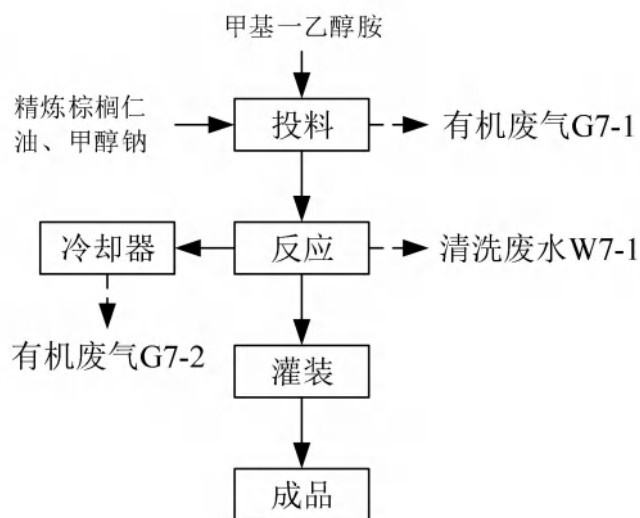 甲基一乙醇胺
精炼棕榈仁
油、甲醇钠
投料
有机废气G7-1
冷却器
反应
清洗废水W7-1
有机废气G7-2
灌装
成品